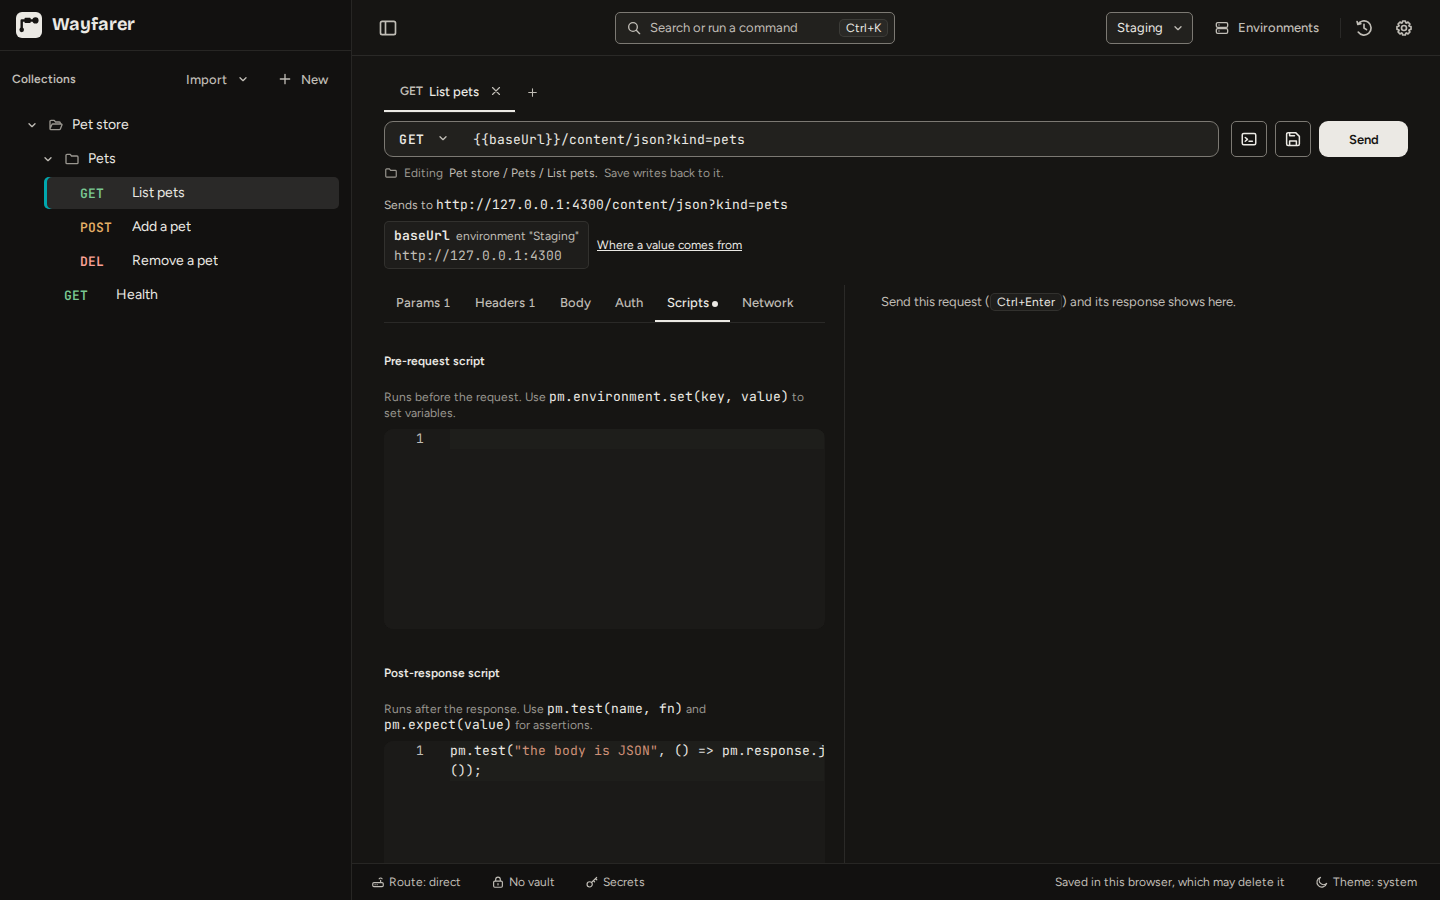 Wayfarer
Search or run a command Ctrl+K
Staging
Environments
Collections Import New
Pet store
Pets
GET List pets
POST Add a pet
DEL Remove a pet
GET Health
GET List pets
GET {{baseUrl}}/content/json?kind=pets
Send
Editing Pet store / Pets / List pets. Save writes back to it.
Sends to http://127.0.0.1:4300/content/json?kind=pets
baseUrl environment "Staging"
http://127.0.0.1:4300
Where a value comes from
Params 1 Headers 1 Body Auth Scripts Network
Send this request (Ctrl+Enter) and its response shows here.
Pre-request script
Runs before the request. Use pm.environment.set(key, value) to
set variables.
1
Post-response script
Runs after the response. Use pm.test(name, fn) and
pm.expect(value) for assertions.
1 pm.test("the body is JSON", () => pm.response.j
());
Route: direct No vault Secrets Saved in this browser, which may delete it Theme: system